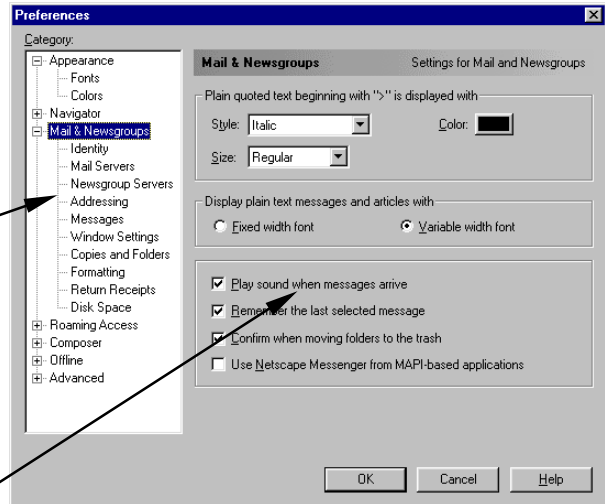 Preferences
Category:
Appearance
Fonts
Colors
Navigator
Mail & Newsgroups
Identity
Mail Servers
Newsgroup Servers
Addressing
Messages
Window Settings
Copies and Folders
Formatting
Return Receipts
Disk Space
Roaming Access
Composer
Offline
Advanced
Mail & Newsgroups Settings for Mail and Newsgroups
Plain quoted text beginning with ">" is displayed with
Style: Italic Color:
Size: Regular
Display plain text messages and articles with
Fixed width font Variable width font
Play sound when messages arrive
Remember the last selected message
Confirm when moving folders to the trash
Use Netscape Messenger from MAPI-based applications
OK Cancel Help